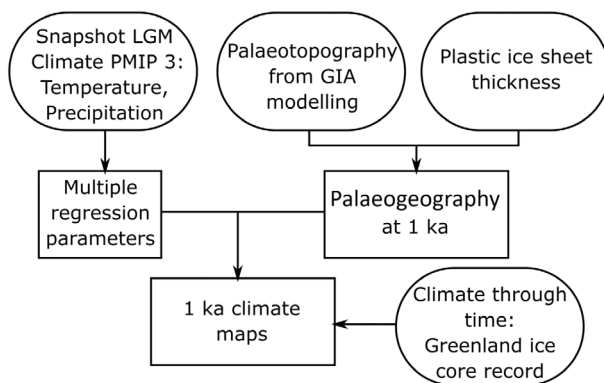 Snapshot LGM
Climate PMIP 3:
Temperature,
Precipitation
Palaeotopography
from GIA
modelling
Plastic ice sheet
thickness
Multiple
regression
parameters
Palaeogeography
at 1 ka
1 ka climate
maps
Climate through
time:
Greenland ice
core record